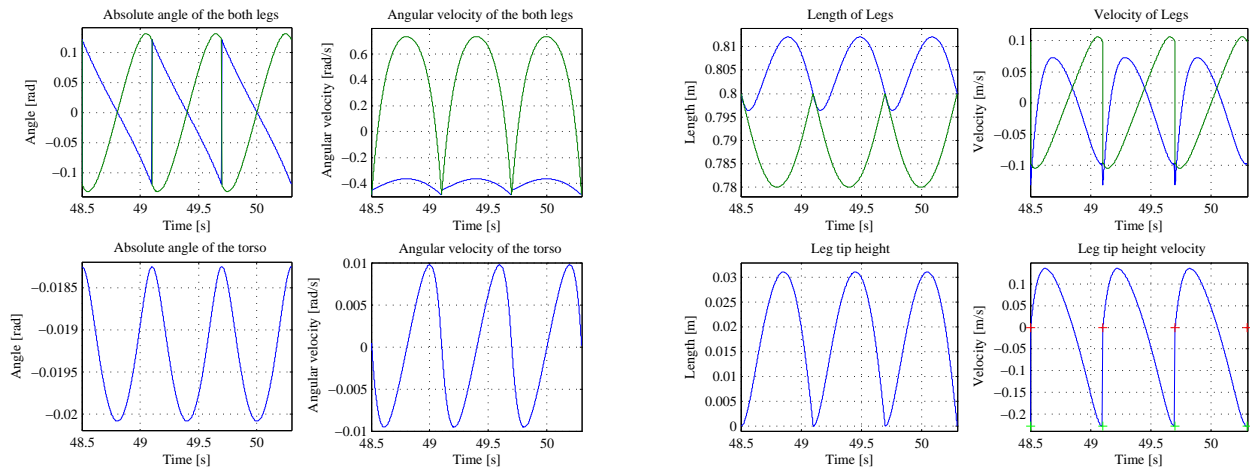 Absolute angle of the both legs
Angle [rad]
0.1
0.05
0
−0.05
−0.1
48.5 49 49.5 50
Time [s]
Angular velocity of the both legs
Angular velocity [rad/s]
0.6
0.4
0.2
0
−0.2
−0.4
48.5 49 49.5 50
Time [s]
Length of Legs
Length [m]
0.81
0.805
0.8
0.795
0.79
0.785
0.78
48.5 49 49.5 50
Time [s]
Velocity of Legs
Velocity [m/s]
0.1
0.05
0
−0.05
−0.1
48.5 49 49.5 50
Time [s]
Absolute angle of the torso
Angle [rad]
−0.0185
−0.019
−0.0195
−0.02
48.5 49 49.5 50
Time [s]
Angular velocity of the torso
Angular velocity [rad/s]
0.01
0.005
0
−0.005
−0.01
48.5 49 49.5 50
Time [s]
Leg tip height
Length [m]
0.03
0.025
0.02
0.015
0.01
0.005
0
48.5 49 49.5 50
Time [s]
Leg tip height velocity
Velocity [m/s]
0.1
0.05
0
−0.05
−0.1
−0.15
−0.2
48.5 49 49.5 50
Time [s]